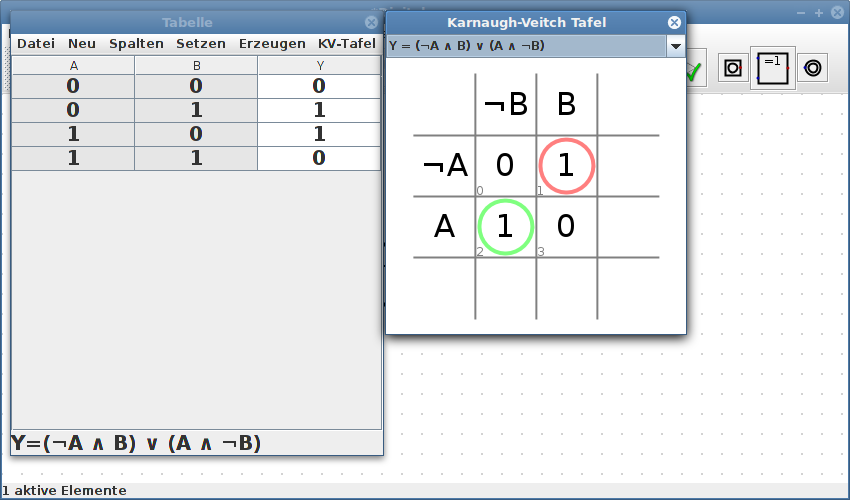 Tabelle
Datei Neu Spalten Setzen Erzeugen KV-Tafel
A B Y
0 0 0
0 1 1
1 0 1
1 1 0
Y=(¬A ∧ B) ∨ (A ∧ ¬B)
Karnaugh-Veitch Tafel
Y = (¬A ∧ B) ∨ (A ∧ ¬B)
¬B B
¬A 0 1
0 1
A 1 0
2 3
=1
1 aktive Elemente